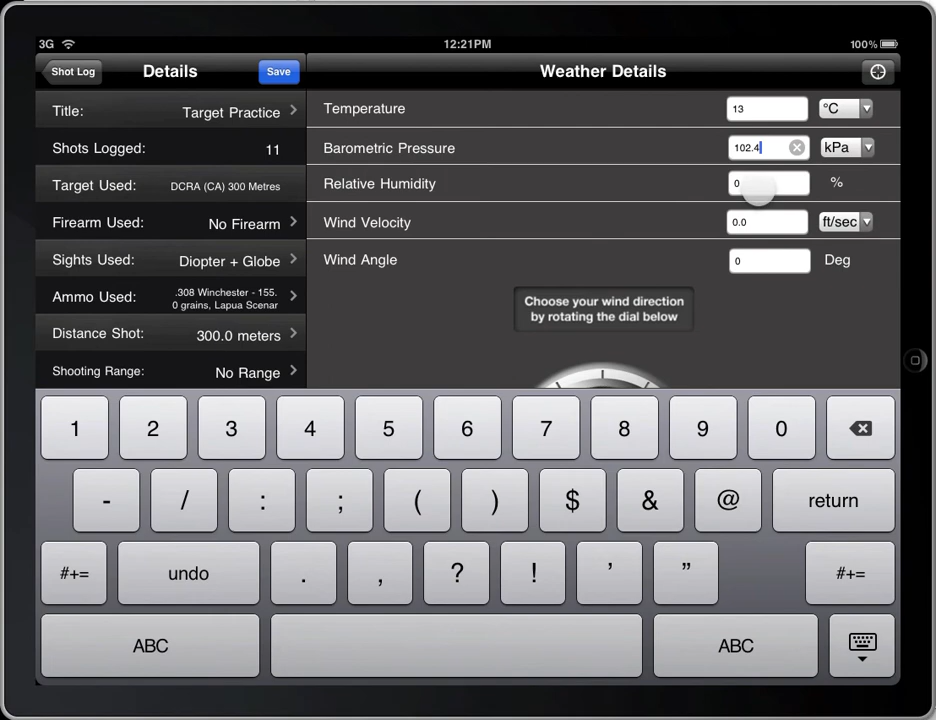 3G 12:21PM 100%
Shot Log Details Save Weather Details
Title: Target Practice
Shots Logged: 11
Target Used: DCRA (CA) 300 Metres
Firearm Used: No Firearm
Sights Used: Diopter + Globe
Ammo Used: .308 Winchester - 155.
0 grains, Lapua Scenar
Distance Shot: 300.0 meters
Shooting Range: No Range
Temperature 13 °C
Barometric Pressure 102.4 kPa
Relative Humidity 0 %
Wind Velocity 0.0 ft/sec
Wind Angle 0 Deg
Choose your wind direction
by rotating the dial below
1 2 3 4 5 6 7 8 9 0
- / : ; ( ) $ & @ return
#+= undo . , ? ! ’ ” #+=
ABC ABC